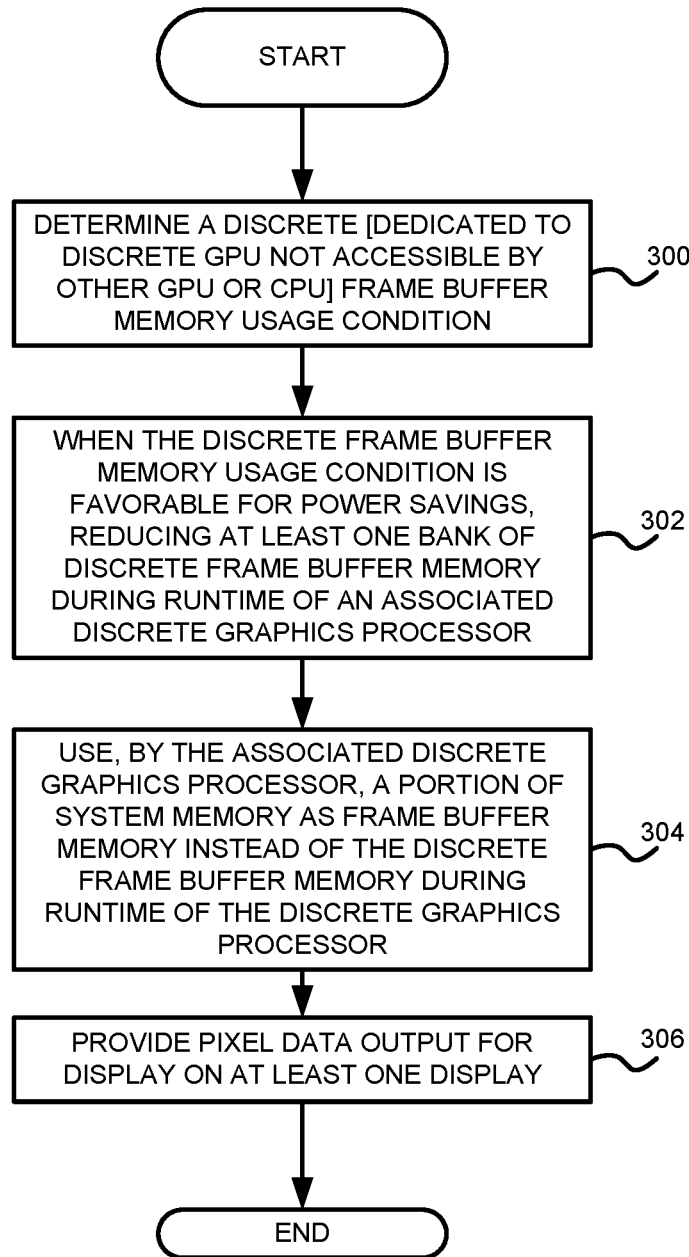 START
DETERMINE A DISCRETE [DEDICATED TO
DISCRETE GPU NOT ACCESSIBLE BY
OTHER GPU OR CPU] FRAME BUFFER
MEMORY USAGE CONDITION
300
WHEN THE DISCRETE FRAME BUFFER
MEMORY USAGE CONDITION IS
FAVORABLE FOR POWER SAVINGS,
REDUCING AT LEAST ONE BANK OF
DISCRETE FRAME BUFFER MEMORY
DURING RUNTIME OF AN ASSOCIATED
DISCRETE GRAPHICS PROCESSOR
302
USE, BY THE ASSOCIATED DISCRETE
GRAPHICS PROCESSOR, A PORTION OF
SYSTEM MEMORY AS FRAME BUFFER
MEMORY INSTEAD OF THE DISCRETE
FRAME BUFFER MEMORY DURING
RUNTIME OF THE DISCRETE GRAPHICS
PROCESSOR
304
PROVIDE PIXEL DATA OUTPUT FOR
DISPLAY ON AT LEAST ONE DISPLAY
306
END